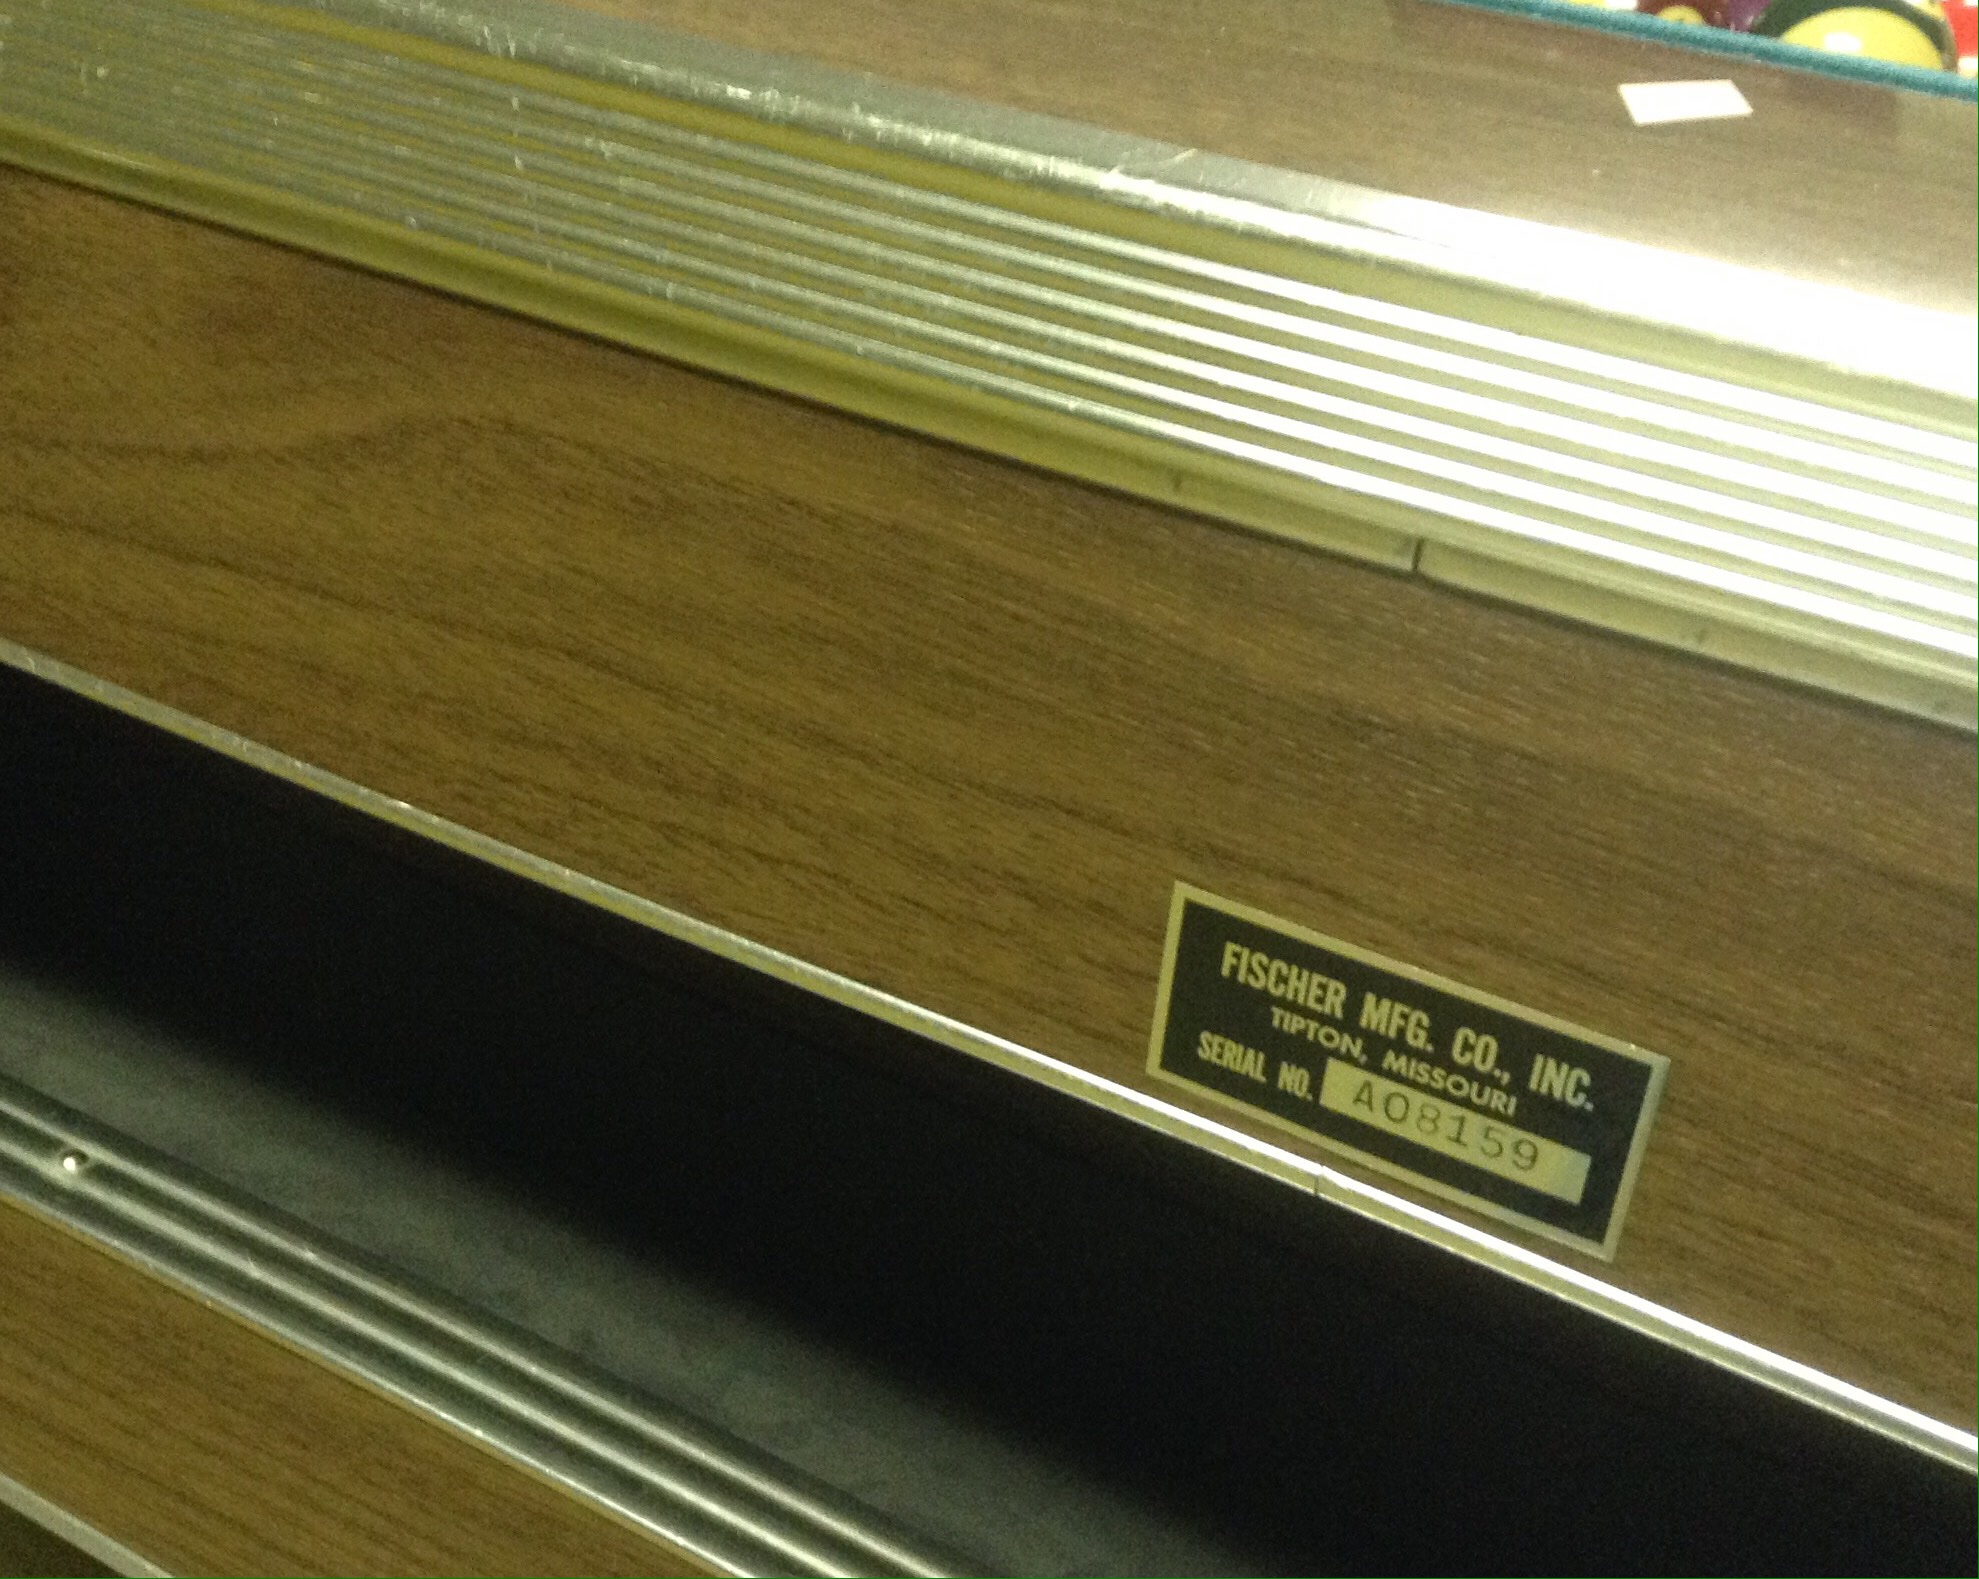 FISCHER MFG. CO., INC.
TIPTON, MISSOURI
SERIAL NO. A08159